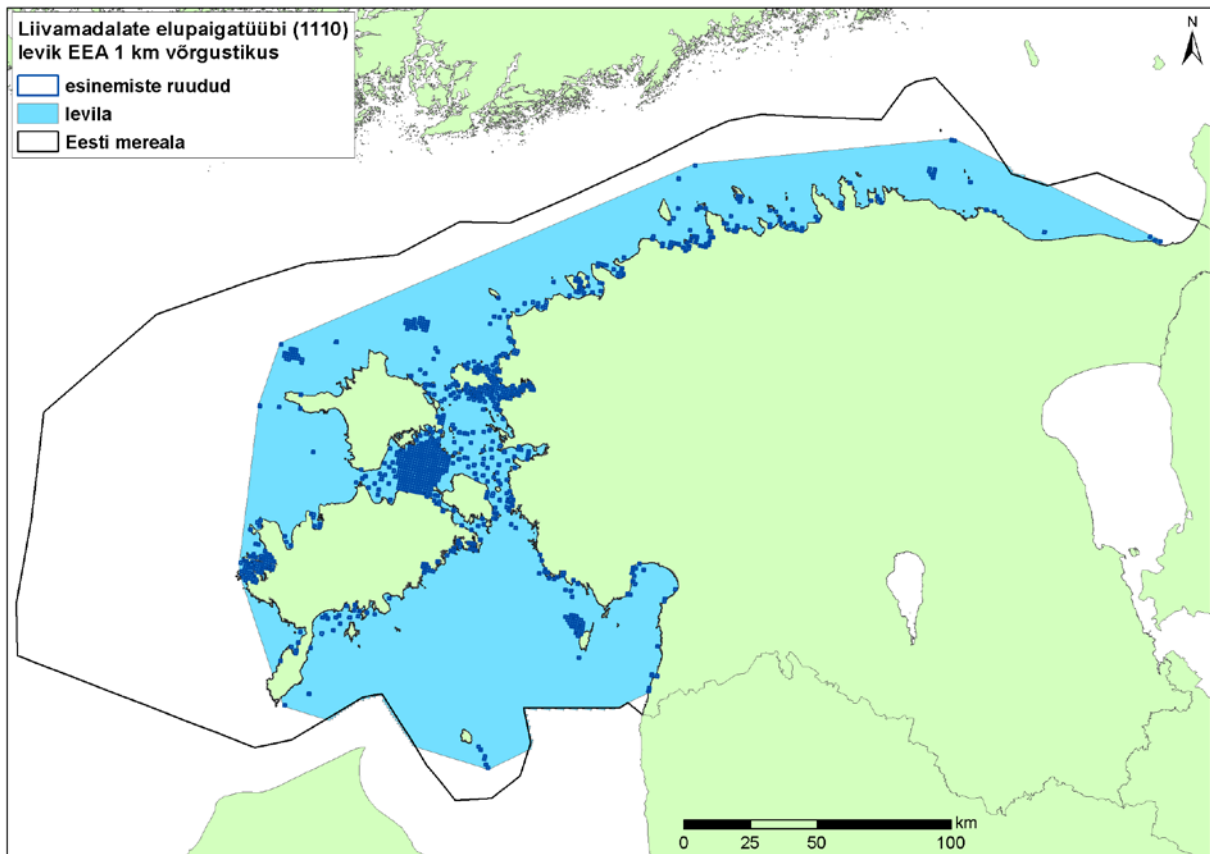 Liivamadalate elupaigatüübi (1110)
levik EEA 1 km võrgustikus
esinemiste ruudud
levila
Eesti mereala
N
km
0 25 50 100